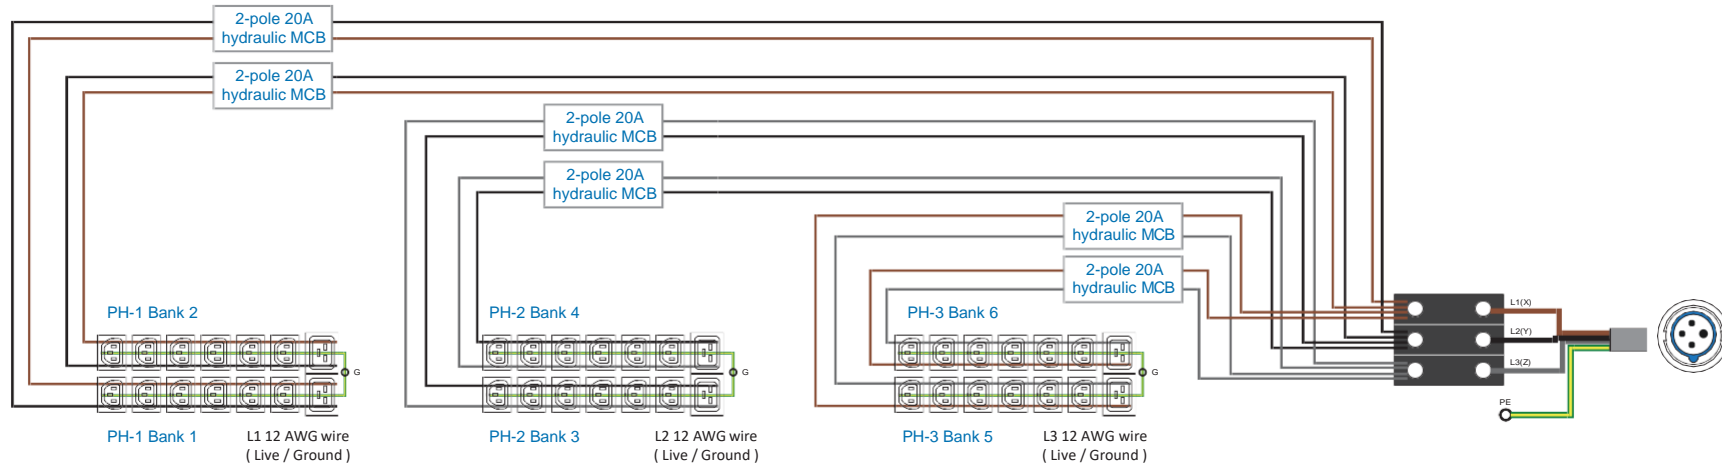 2-pole 20A
hydraulic MCB
2-pole 20A
hydraulic MCB
2-pole 20A
hydraulic MCB
2-pole 20A
hydraulic MCB
2-pole 20A
hydraulic MCB
2-pole 20A
hydraulic MCB
PH-1 Bank 2
PH-2 Bank 4
PH-3 Bank 6
L1(X)
L2(Y)
L3(Z)
G
G
G
PE
PH-1 Bank 1
L1 12 AWG wire
( Live / Ground )
PH-2 Bank 3
L2 12 AWG wire
( Live / Ground )
PH-3 Bank 5
L3 12 AWG wire
( Live / Ground )